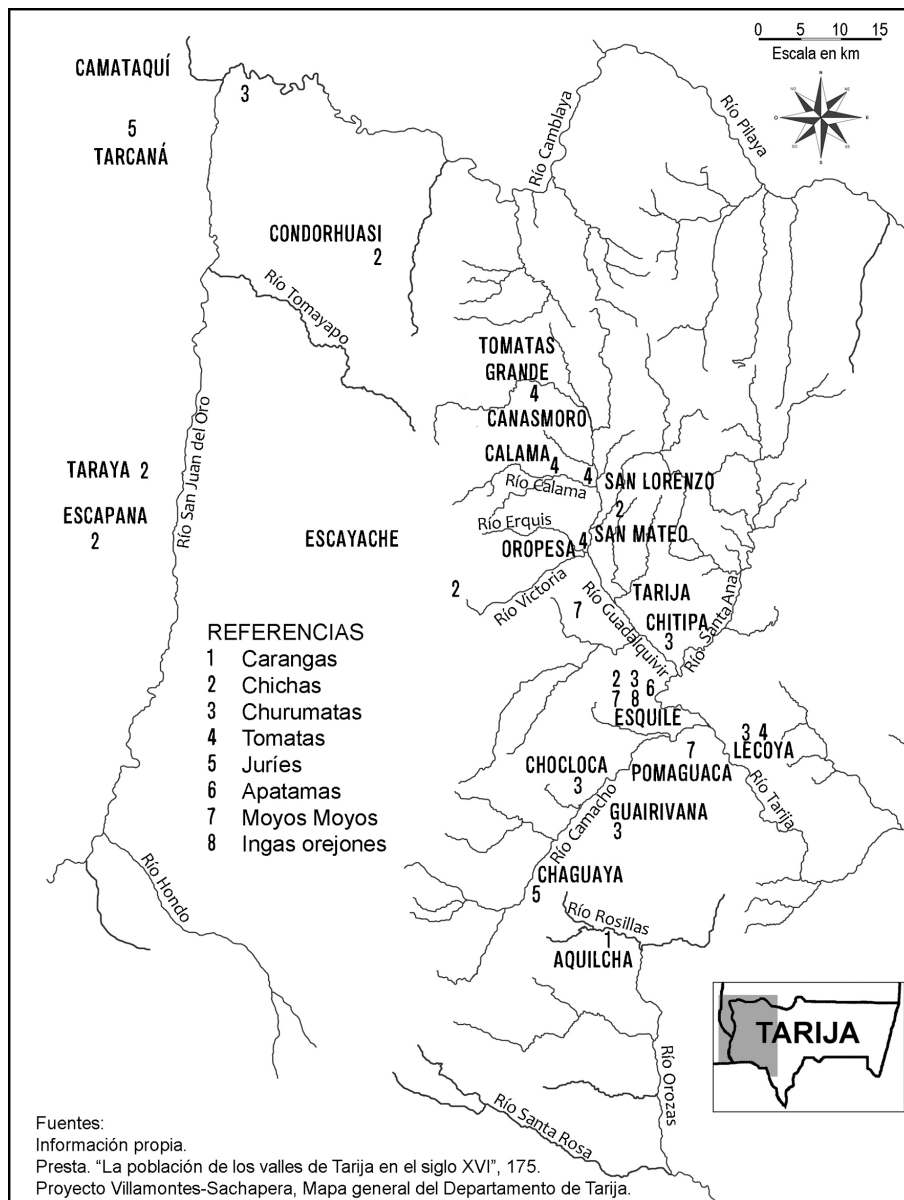 0 5 10 15
Escala en km
N
NO NE
O E
SO SE
S
CAMATAQUÍ
3
5
TARCANÁ
Río Camblaya
Río Pilaya
CONDORHUASI
2
Río Tomayapo
TOMATAS
GRANDE
4
CANASMORO
CALAMA
4
4
Río Calama
SAN LORENZO
2
TARAYA 2
Río San Juan del Oro
ESCAPANA
2
ESCAYACHE
Río Erquis
OROPESA
4
SAN MATEO
2
Río Victoria
7
Río Guadalquivir
TARIJA
CHITIPA
3
Río Santa Ana
REFERENCIAS
1 Carangas
2 Chichas
3 Churumatas
4 Tomatas
5 Juríes
6 Apatamas
7 Moyos Moyos
8 Ingas orejones
2 3
6
7 8
ESQUILE
3 4
LECOYA
7
POMAGUACA
Río Tarija
CHOCLOCA
3
Río Camacho
GUAIRIVANA
3
CHAGUAYA
5
Río Hondo
Río Rosillas
1
AQUILCHA
Río Orozas
Río Santa Rosa
TARIJA
Fuentes:
Información propia.
Presta. “La población de los valles de Tarija en el siglo XVI”, 175.
Proyecto Villamontes-Sachapera, Mapa general del Departamento de Tarija.